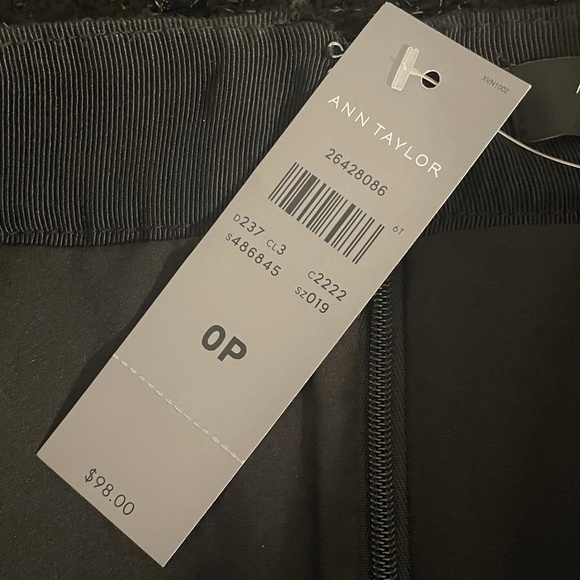 XVN1002
ANN TAYLOR
26428086
6T
D237 CL3 C2222
S486845 SZ019
0P
$98.00